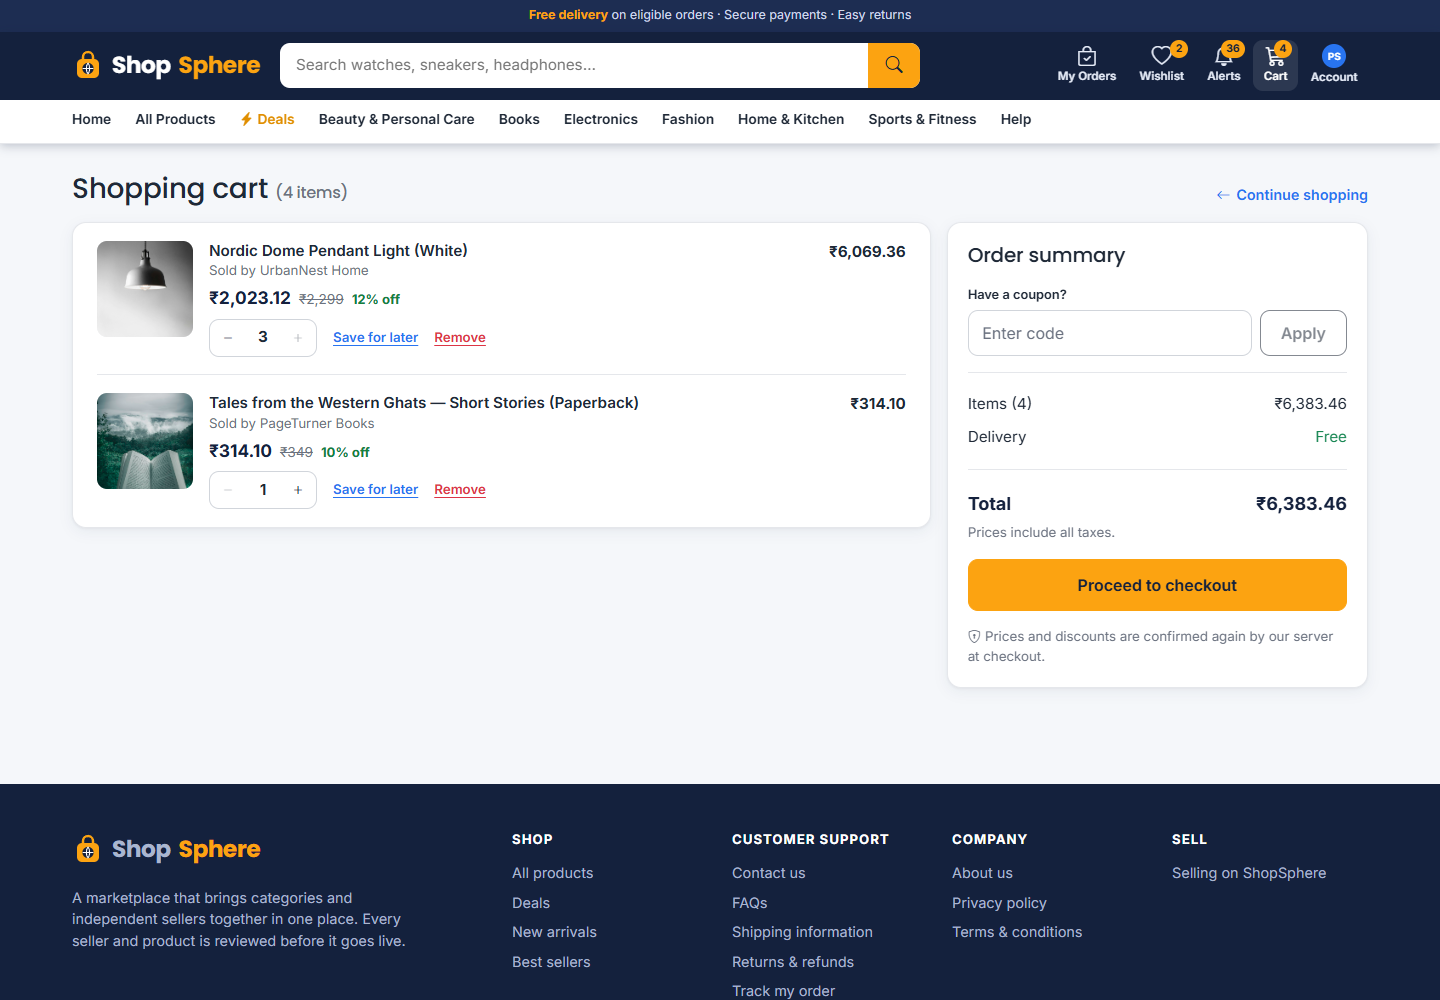 Free delivery on eligible orders · Secure payments · Easy returns
Shop Sphere
Search watches, sneakers, headphones...
2
36
4
PS
My Orders
Wishlist
Alerts
Cart
Account
Home
All Products
Deals
Beauty & Personal Care
Books
Electronics
Fashion
Home & Kitchen
Sports & Fitness
Help
Shopping cart (4 items)
← Continue shopping
Nordic Dome Pendant Light (White)
₹6,069.36
Sold by UrbanNest Home
₹2,023.12 ₹2,299 12% off
− 3 +
Save for later
Remove
Tales from the Western Ghats — Short Stories (Paperback)
₹314.10
Sold by PageTurner Books
₹314.10 ₹349 10% off
− 1 +
Save for later
Remove
Order summary
Have a coupon?
Enter code
Apply
Items (4) ₹6,383.46
Delivery Free
Total ₹6,383.46
Prices include all taxes.
Proceed to checkout
Prices and discounts are confirmed again by our server
at checkout.
Shop Sphere
A marketplace that brings categories and
independent sellers together in one place. Every
seller and product is reviewed before it goes live.
SHOP
All products
Deals
New arrivals
Best sellers
CUSTOMER SUPPORT
Contact us
FAQs
Shipping information
Returns & refunds
Track my order
COMPANY
About us
Privacy policy
Terms & conditions
SELL
Selling on ShopSphere